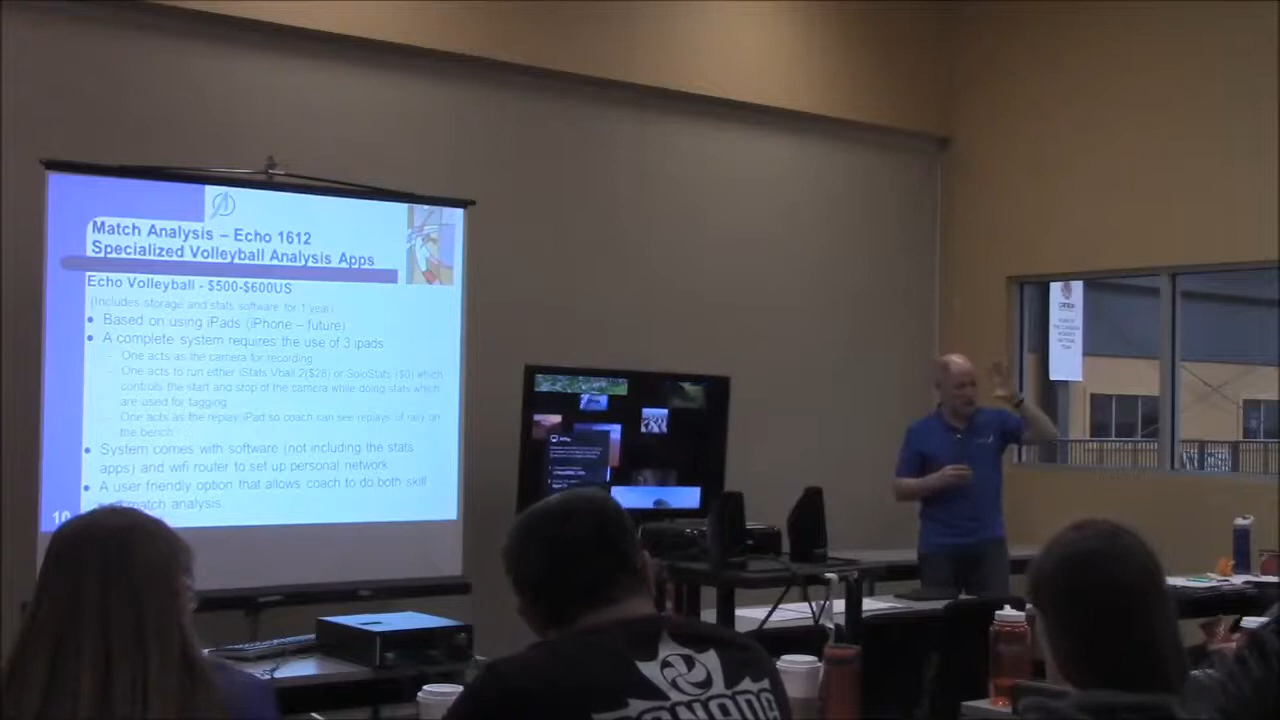 Match Analysis – Echo 1612
Specialized Volleyball Analysis Apps
Echo Volleyball - $500-$600US
(Includes storage and stats software for 1 year)
● Based on using iPads (iPhone – future)
● A complete system requires the use of 3 ipads
- One acts as the camera for recording
- One acts to run either iStats Vball 2($28) or SoloStats ($0) which
controls the start and stop of the camera while doing stats which
are used for tagging
- One acts as the replay iPad so coach can see replays of rally on
the bench
● System comes with software (not including the stats
apps) and wifi router to set up personal network
● A user friendly option that allows coach to do both skill
match analysis
10
AirPlay
CANADA
CANADA